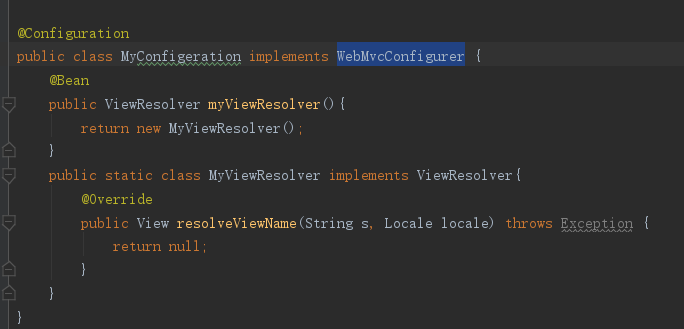 @Configuration
public class MyConfigeration implements WebMvcConfigurer {
@Bean
public ViewResolver myViewResolver(){
return new MyViewResolver();
}
public static class MyViewResolver implements ViewResolver{
@Override
public View resolveViewName(String s, Locale locale) throws Exception {
return null;
}
}
}